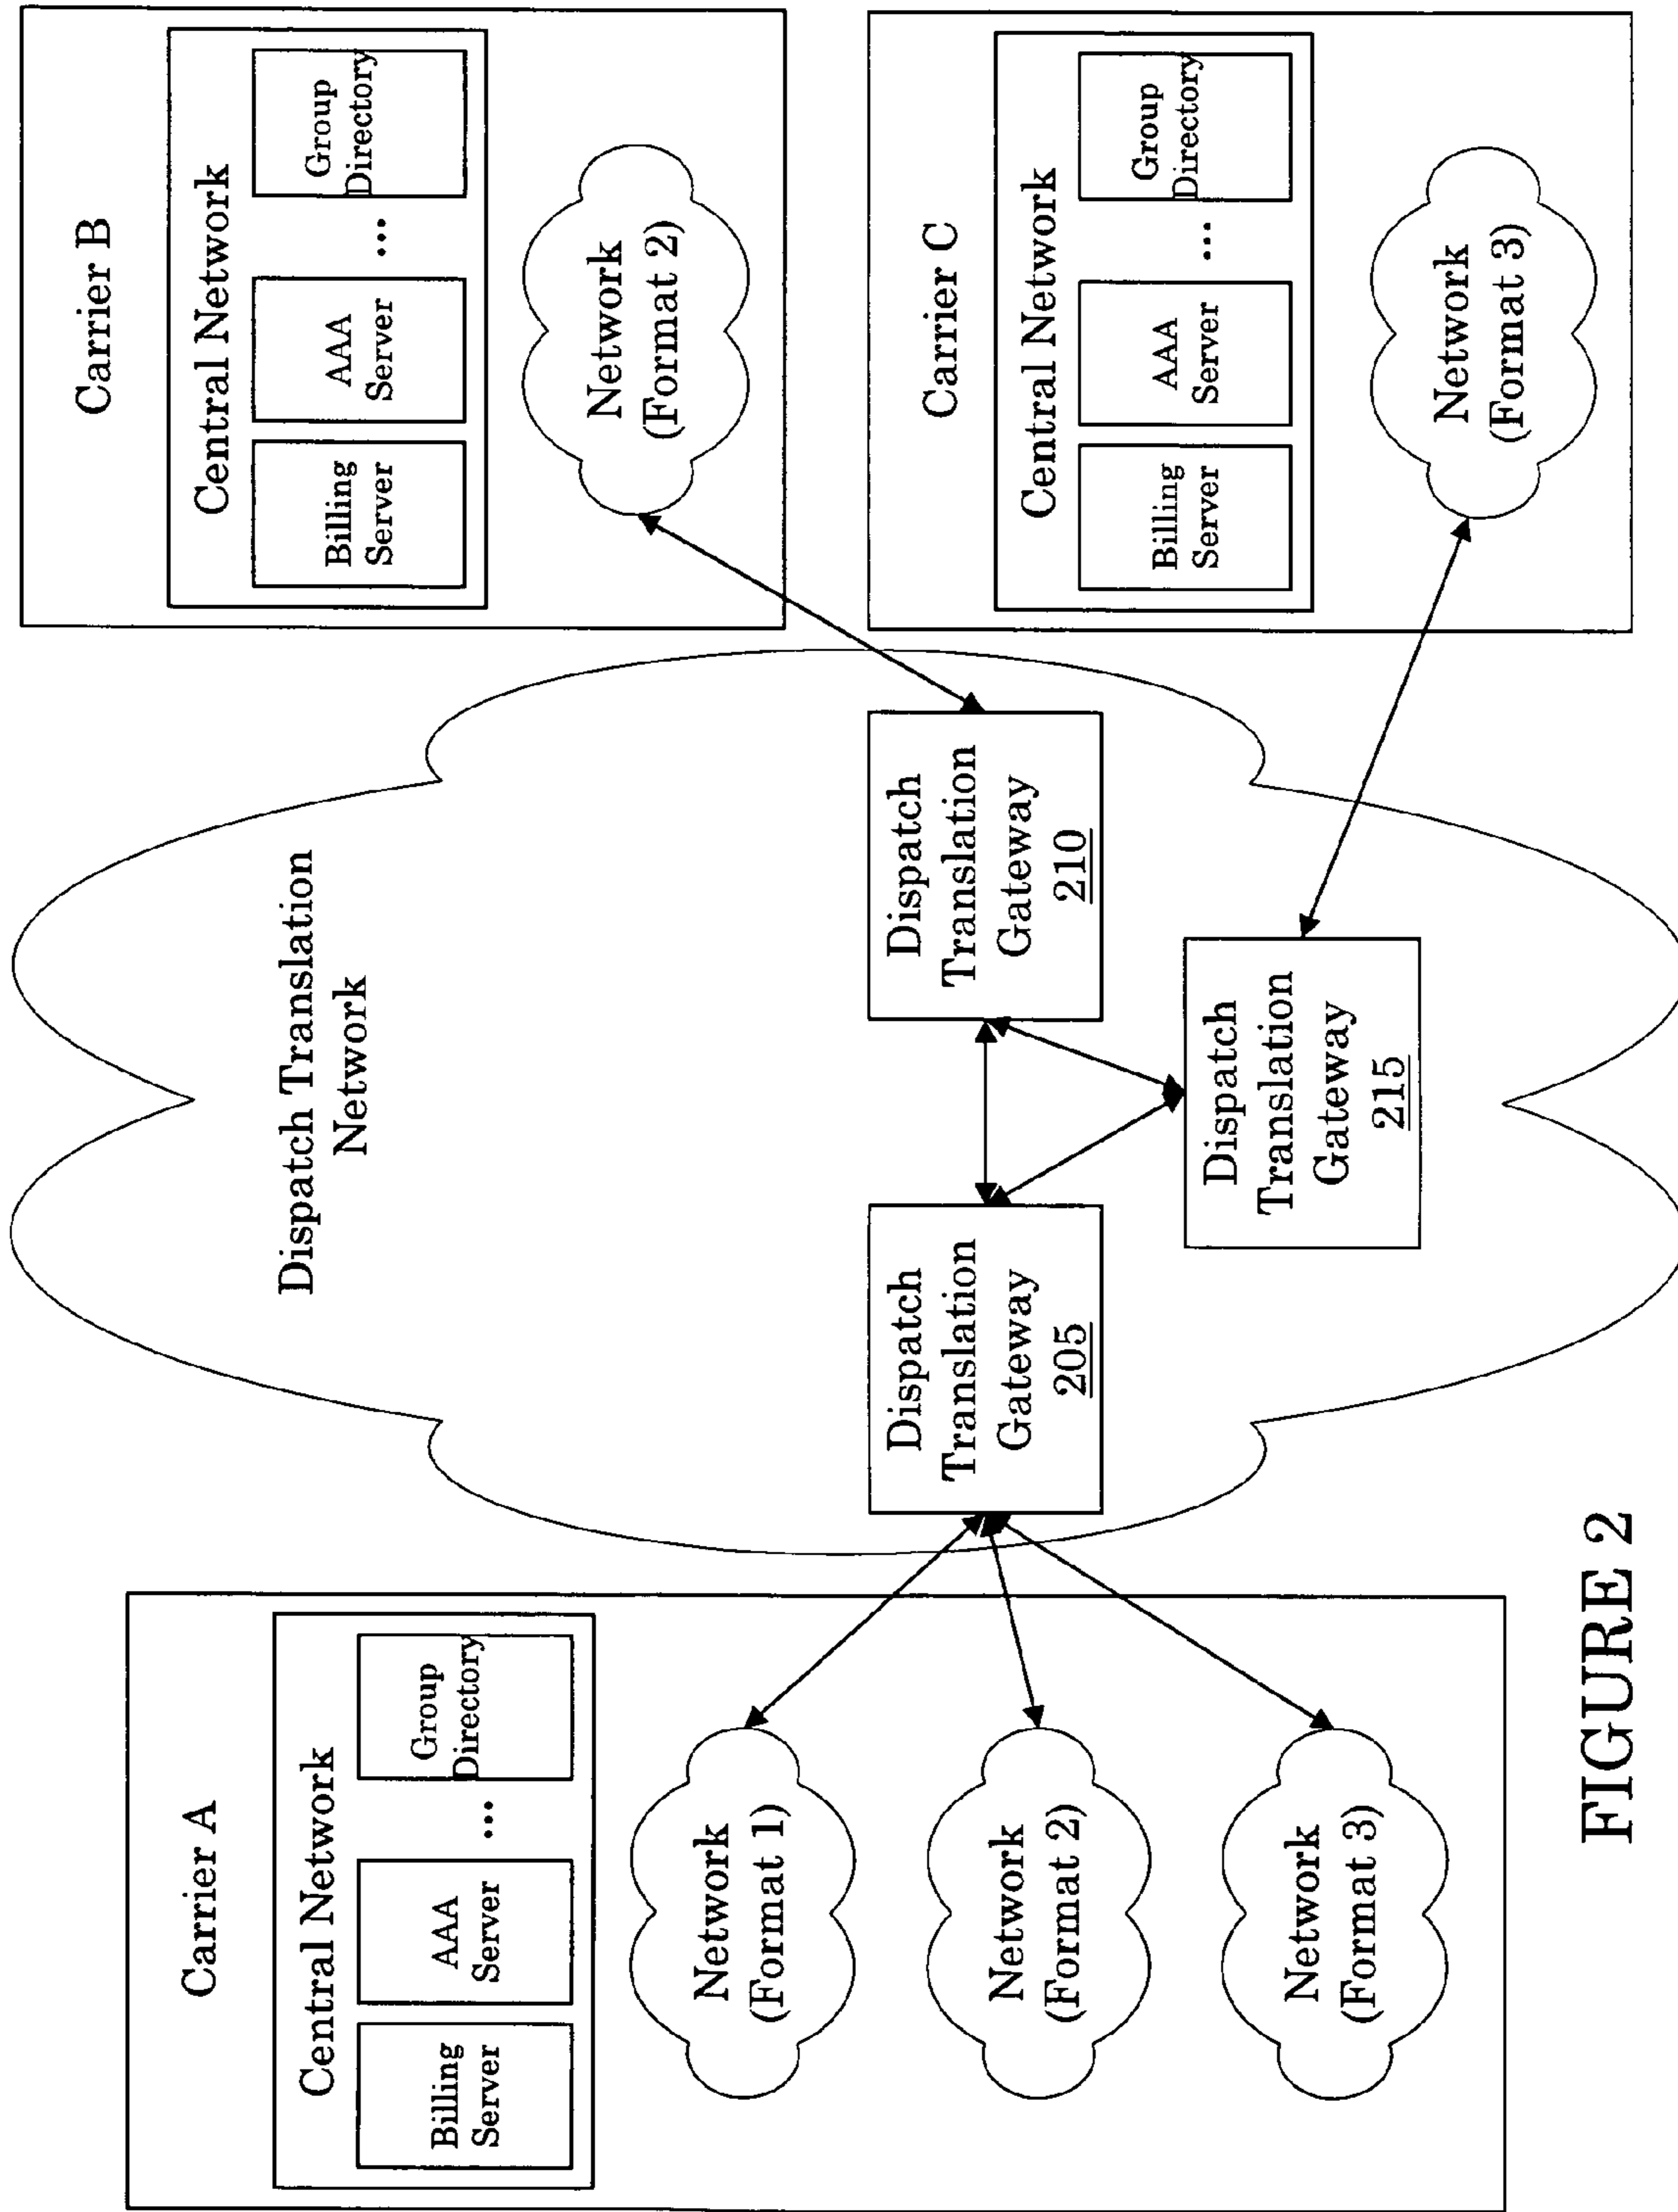 Carrier A
Central Network
Billing
Server
AAA
Server
...
Group
Directory
Network
(Format 1)
Network
(Format 2)
Network
(Format 3)
Dispatch Translation
Network
Dispatch
Translation
Gateway
205
Dispatch
Translation
Gateway
210
Dispatch
Translation
Gateway
215
Carrier B
Central Network
Billing
Server
AAA
Server
...
Group
Directory
Network
(Format 2)
Carrier C
Central Network
Billing
Server
AAA
Server
...
Group
Directory
Network
(Format 3)
FIGURE 2